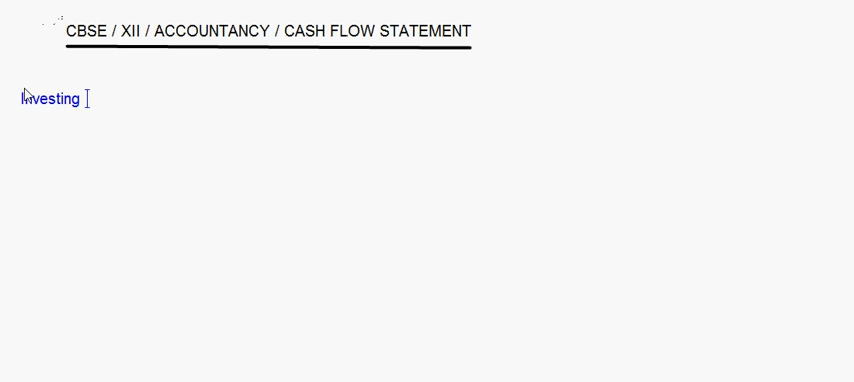 CBSE / XII / ACCOUNTANCY / CASH FLOW STATEMENT
Investing